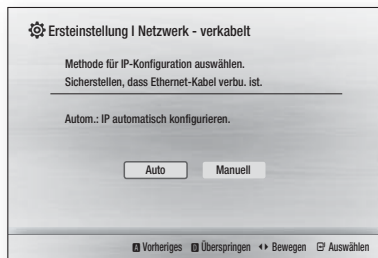 Ersteinstellung I Netzwerk - verkabelt
Methode für IP-Konfiguration auswählen.
Sicherstellen, dass Ethernet-Kabel verbu. ist.
Autom.: IP automatisch konfigurieren.
Auto Manuell
A Vorheriges D Überspringen Bewegen Auswählen